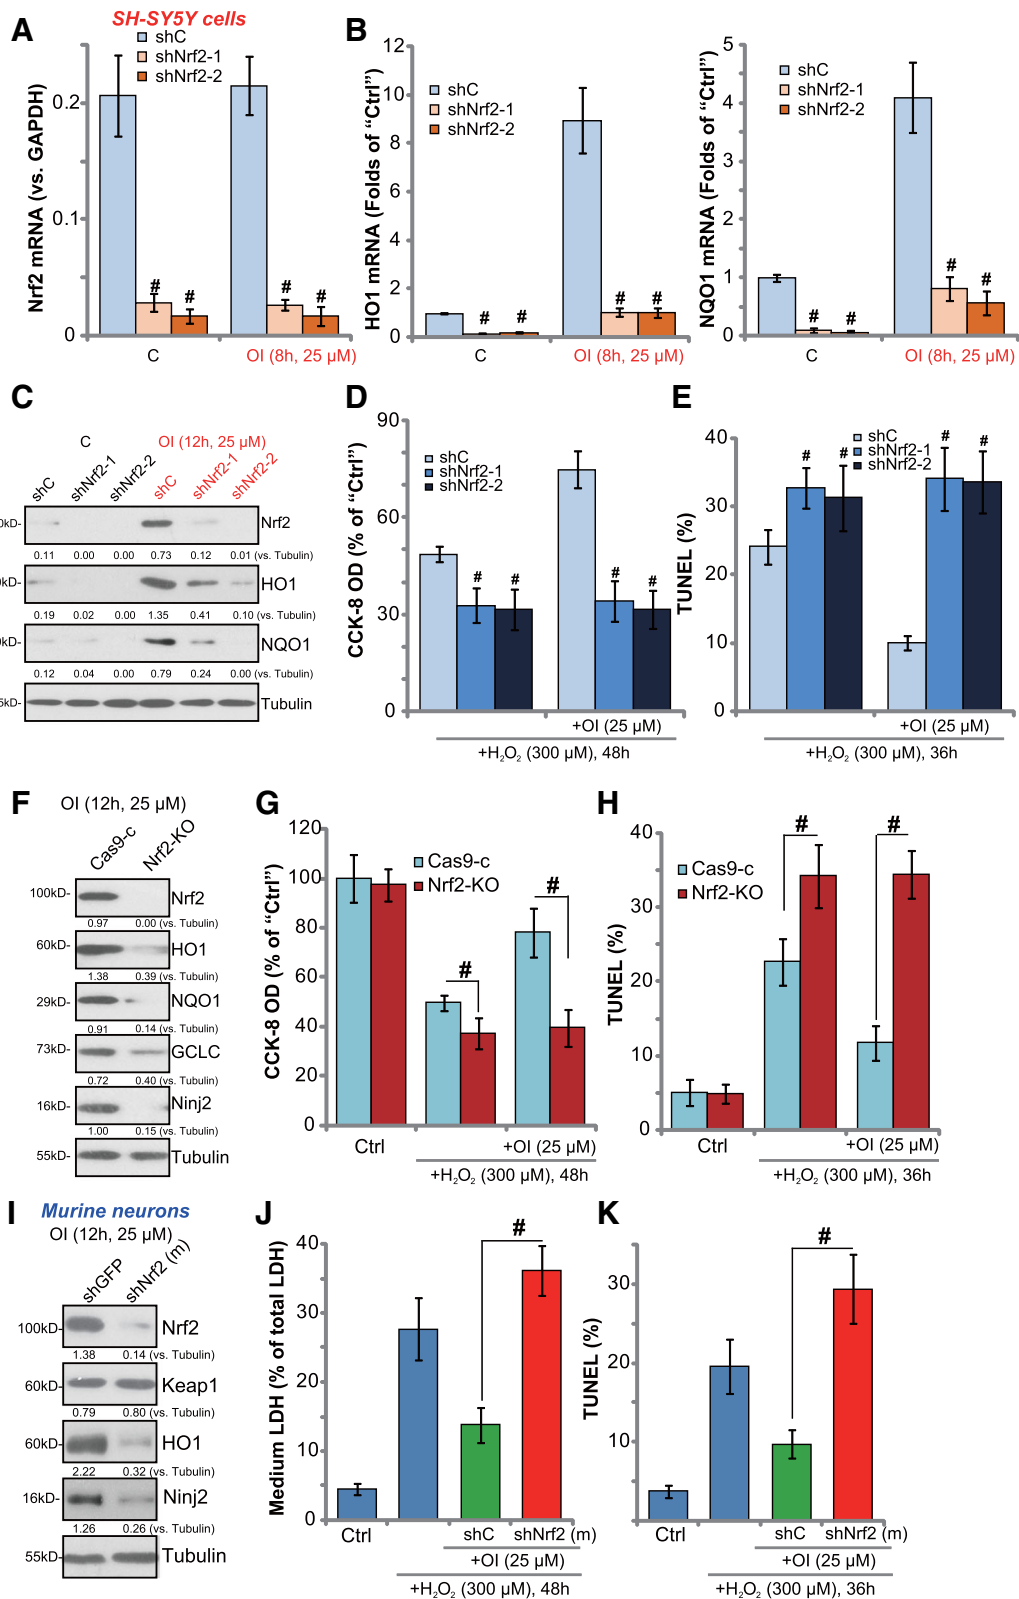 A
SH-SY5Y cells
shC
shNrf2-1
shNrf2-2
Nrf2 mRNA (vs. GAPDH)
0.2
0.1
0
#
#
#
#
C
OI (8h, 25 µM)
B
HO1 mRNA (Folds of “Ctrl”)
12
10
8
6
4
2
0
shC
shNrf2-1
shNrf2-2
#
#
#
#
C
OI (8h, 25 µM)
NQO1 mRNA (Folds of “Ctrl”)
5
4
3
2
1
0
shC
shNrf2-1
shNrf2-2
#
#
#
#
C
OI (8h, 25 µM)
C
C
OI (12h, 25 µM)
shC
shNrf2-1
shNrf2-2
shC
shNrf2-1
shNrf2-2
0kD-
Nrf2
0.11 0.00 0.00 0.73 0.12 0.01 (vs. Tubulin)
0kD-
HO1
0.19 0.02 0.00 1.35 0.41 0.10 (vs. Tubulin)
9kD-
NQO1
0.12 0.04 0.00 0.79 0.24 0.00 (vs. Tubulin)
5kD-
Tubulin
D
CCK-8 OD (% of “Ctrl”)
90
60
30
0
shC
shNrf2-1
shNrf2-2
#
#
#
#
+OI (25 µM)
+H₂O₂ (300 µM), 48h
E
TUNEL (%)
40
30
20
10
0
shC
shNrf2-1
shNrf2-2
#
#
#
#
+OI (25 µM)
+H₂O₂ (300 µM), 36h
F
OI (12h, 25 µM)
Cas9-c
Nrf2-KO
100kD-
Nrf2
0.97 0.00 (vs. Tubulin)
60kD-
HO1
1.38 0.39 (vs. Tubulin)
29kD-
NQO1
0.91 0.14 (vs. Tubulin)
73kD-
GCLC
0.72 0.40 (vs. Tubulin)
16kD-
Ninj2
1.00 0.15 (vs. Tubulin)
55kD-
Tubulin
G
CCK-8 OD (% of “Ctrl”)
120
100
80
60
40
20
0
Cas9-c
Nrf2-KO
#
#
Ctrl
+OI (25 µM)
+H₂O₂ (300 µM), 48h
H
TUNEL (%)
40
30
20
10
0
Cas9-c
Nrf2-KO
#
#
Ctrl
+OI (25 µM)
+H₂O₂ (300 µM), 36h
I
Murine neurons
OI (12h, 25 µM)
shGFP
shNrf2 (m)
100kD-
Nrf2
1.38 0.14 (vs. Tubulin)
60kD-
Keap1
0.79 0.80 (vs. Tubulin)
60kD-
HO1
2.22 0.32 (vs. Tubulin)
16kD-
Ninj2
1.26 0.26 (vs. Tubulin)
55kD-
Tubulin
J
Medium LDH (% of total LDH)
40
30
20
10
0
#
Ctrl
shC
shNrf2 (m)
+OI (25 µM)
+H₂O₂ (300 µM), 48h
K
TUNEL (%)
30
20
10
#
Ctrl
shC
shNrf2 (m)
+OI (25 µM)
+H₂O₂ (300 µM), 36h